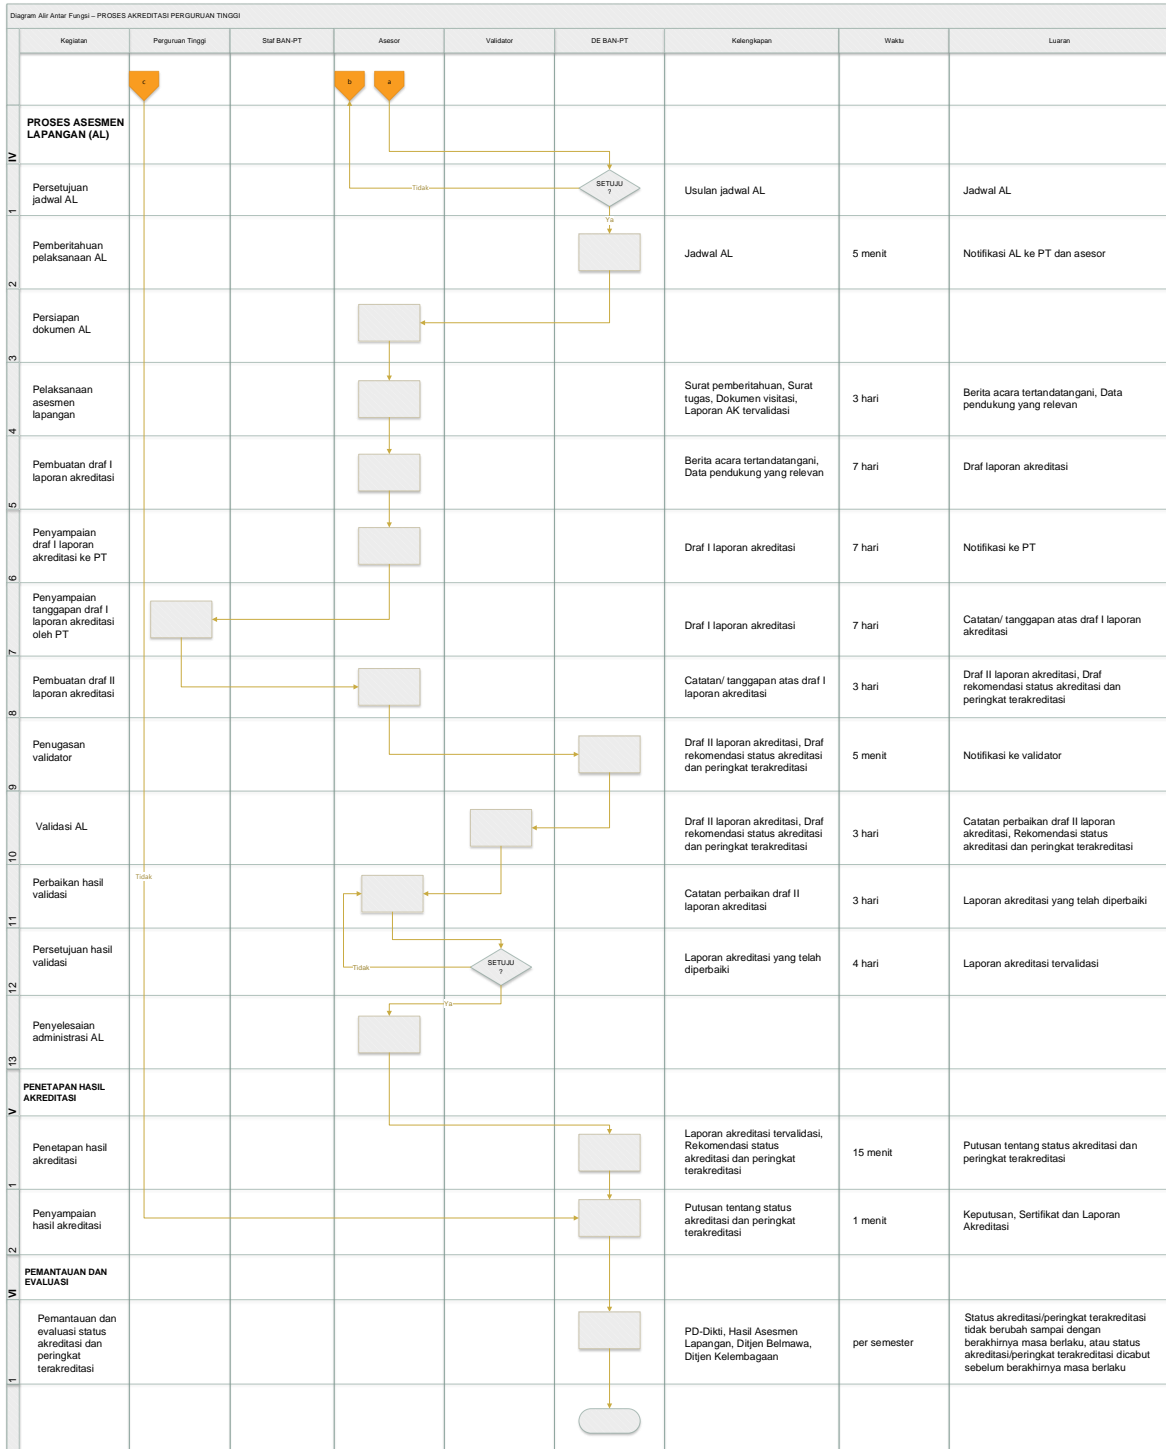 Diagram Alir Antar Fungsi – PROSES AKREDITASI PERGURUAN TINGGI
Kegiatan
Perguruan Tinggi
Staf BAN-PT
Asesor
Validator
DE BAN-PT
Kelengkapan
Waktu
Luaran
c
b
a
IV
PROSES ASESMEN
LAPANGAN (AL)
1
Persetujuan
jadwal AL
Tidak
SETUJU
?
Ya
Usulan jadwal AL
Jadwal AL
2
Pemberitahuan
pelaksanaan AL
Jadwal AL
5 menit
Notifikasi AL ke PT dan asesor
3
Persiapan
dokumen AL
4
Pelaksanaan
asesmen
lapangan
Surat pemberitahuan, Surat
tugas, Dokumen visitasi,
Laporan AK tervalidasi
3 hari
Berita acara tertandatangani, Data
pendukung yang relevan
5
Pembuatan draf I
laporan akreditasi
Berita acara tertandatangani,
Data pendukung yang relevan
7 hari
Draf laporan akreditasi
6
Penyampaian
draf I laporan
akreditasi ke PT
Draf I laporan akreditasi
7 hari
Notifikasi ke PT
7
Penyampaian
tanggapan draf I
laporan akreditasi
oleh PT
Draf I laporan akreditasi
7 hari
Catatan/ tanggapan atas draf I laporan
akreditasi
8
Pembuatan draf II
laporan akreditasi
Catatan/ tanggapan atas draf I
laporan akreditasi
3 hari
Draf II laporan akreditasi, Draf
rekomendasi status akreditasi dan
peringkat terakreditasi
9
Penugasan
validator
Draf II laporan akreditasi, Draf
rekomendasi status akreditasi
dan peringkat terakreditasi
5 menit
Notifikasi ke validator
10
Validasi AL
Draf II laporan akreditasi, Draf
rekomendasi status akreditasi
dan peringkat terakreditasi
3 hari
Catatan perbaikan draf II laporan
akreditasi, Rekomendasi status
akreditasi dan peringkat terakreditasi
Tidak
11
Perbaikan hasil
validasi
Catatan perbaikan draf II
laporan akreditasi
3 hari
Laporan akreditasi yang telah diperbaiki
12
Persetujuan hasil
validasi
Tidak
SETUJU
?
Ya
Laporan akreditasi yang telah
diperbaiki
4 hari
Laporan akreditasi tervalidasi
13
Penyelesaian
administrasi AL
V
PENETAPAN HASIL
AKREDITASI
1
Penetapan hasil
akreditasi
Laporan akreditasi tervalidasi,
Rekomendasi status
akreditasi dan peringkat
terakreditasi
15 menit
Putusan tentang status akreditasi dan
peringkat terakreditasi
2
Penyampaian
hasil akreditasi
Putusan tentang status
akreditasi dan peringkat
terakreditasi
1 menit
Keputusan, Sertifikat dan Laporan
Akreditasi
VI
PEMANTAUAN DAN
EVALUASI
1
Pemantauan dan
evaluasi status
akreditasi dan
peringkat
terakreditasi
PD-Dikti, Hasil Asesmen
Lapangan, Ditjen Belmawa,
Ditjen Kelembagaan
per semester
Status akreditasi/peringkat terakreditasi
tidak berubah sampai dengan
berakhirnya masa berlaku, atau status
akreditasi/peringkat terakreditasi dicabut
sebelum berakhirnya masa berlaku